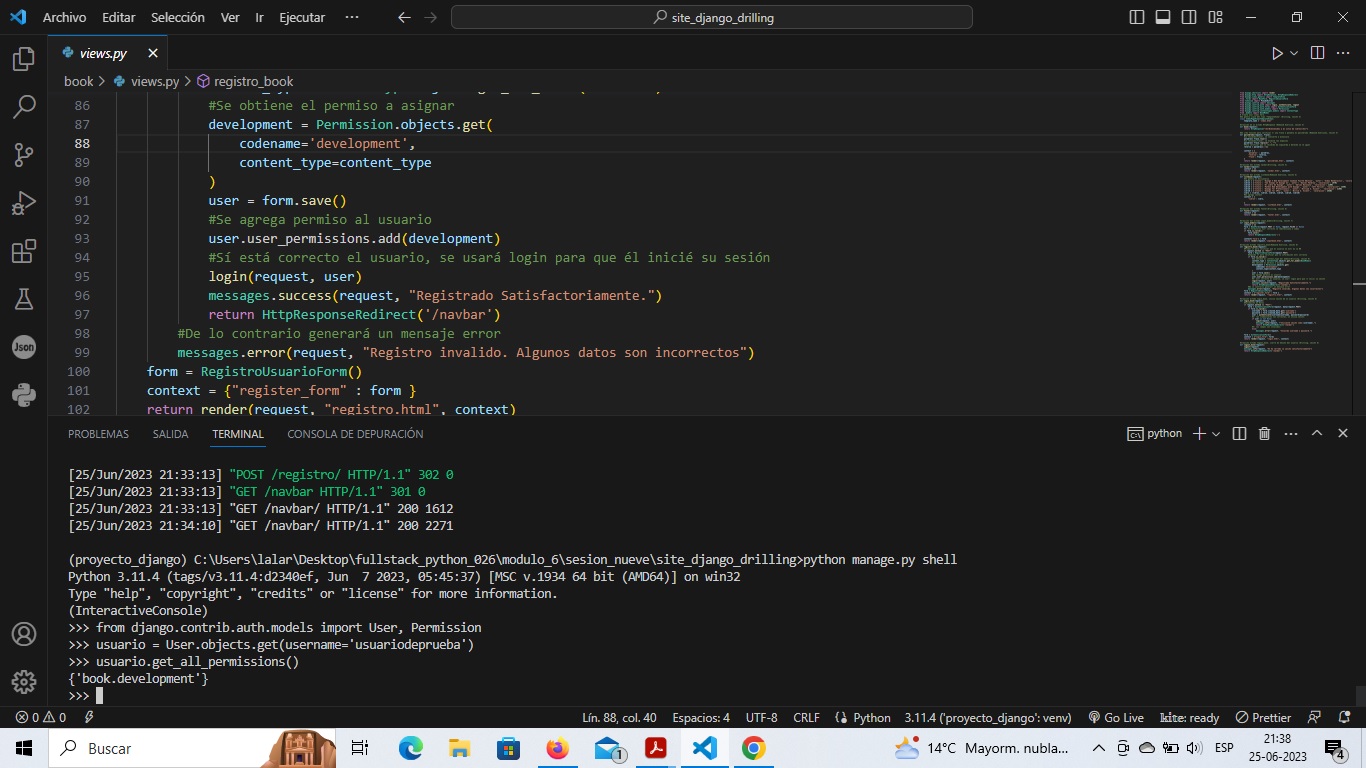 Archivo Editar Selección Ver Ir Ejecutar ··· site_django_drilling
views.py
book > views.py > registro_book
86 #Se obtiene el permiso a asignar
87 development = Permission.objects.get(
88 codename='development',
89 content_type=content_type
90 )
91 user = form.save()
92 #Se agrega permiso al usuario
93 user.user_permissions.add(development)
94 #Sí está correcto el usuario, se usará login para que él inicié su sesión
95 login(request, user)
96 messages.success(request, "Registrado Satisfactoriamente.")
97 return HttpResponseRedirect('/navbar')
98 #De lo contrario generará un mensaje error
99 messages.error(request, "Registro invalido. Algunos datos son incorrectos")
100 form = RegistroUsuarioForm()
101 context = {"register_form" : form }
102 return render(request, "registro.html", context)
Json
PROBLEMAS SALIDA TERMINAL CONSOLA DE DEPURACIÓN python
[25/Jun/2023 21:33:13] "POST /registro/ HTTP/1.1" 302 0
[25/Jun/2023 21:33:13] "GET /navbar HTTP/1.1" 301 0
[25/Jun/2023 21:33:13] "GET /navbar/ HTTP/1.1" 200 1612
[25/Jun/2023 21:34:10] "GET /navbar/ HTTP/1.1" 200 2271
(proyecto_django) C:\Users\lalar\Desktop\fullstack_python_026\modulo_6\sesion_nueve\site_django_drilling>python manage.py shell
Python 3.11.4 (tags/v3.11.4:d2340ef, Jun  7 2023, 05:45:37) [MSC v.1934 64 bit (AMD64)] on win32
Type "help", "copyright", "credits" or "license" for more information.
(InteractiveConsole)
>>> from django.contrib.auth.models import User, Permission
>>> usuario = User.objects.get(username='usuariodeprueba')
>>> usuario.get_all_permissions()
{'book.development'}
>>>
0 0 Lín. 88, col. 40 Espacios: 4 UTF-8 CRLF Python 3.11.4 ('proyecto_django': venv) Go Live kite: ready Prettier
Buscar 1 14°C Mayorm. nubla... ESP 21:38
25-06-2023 4